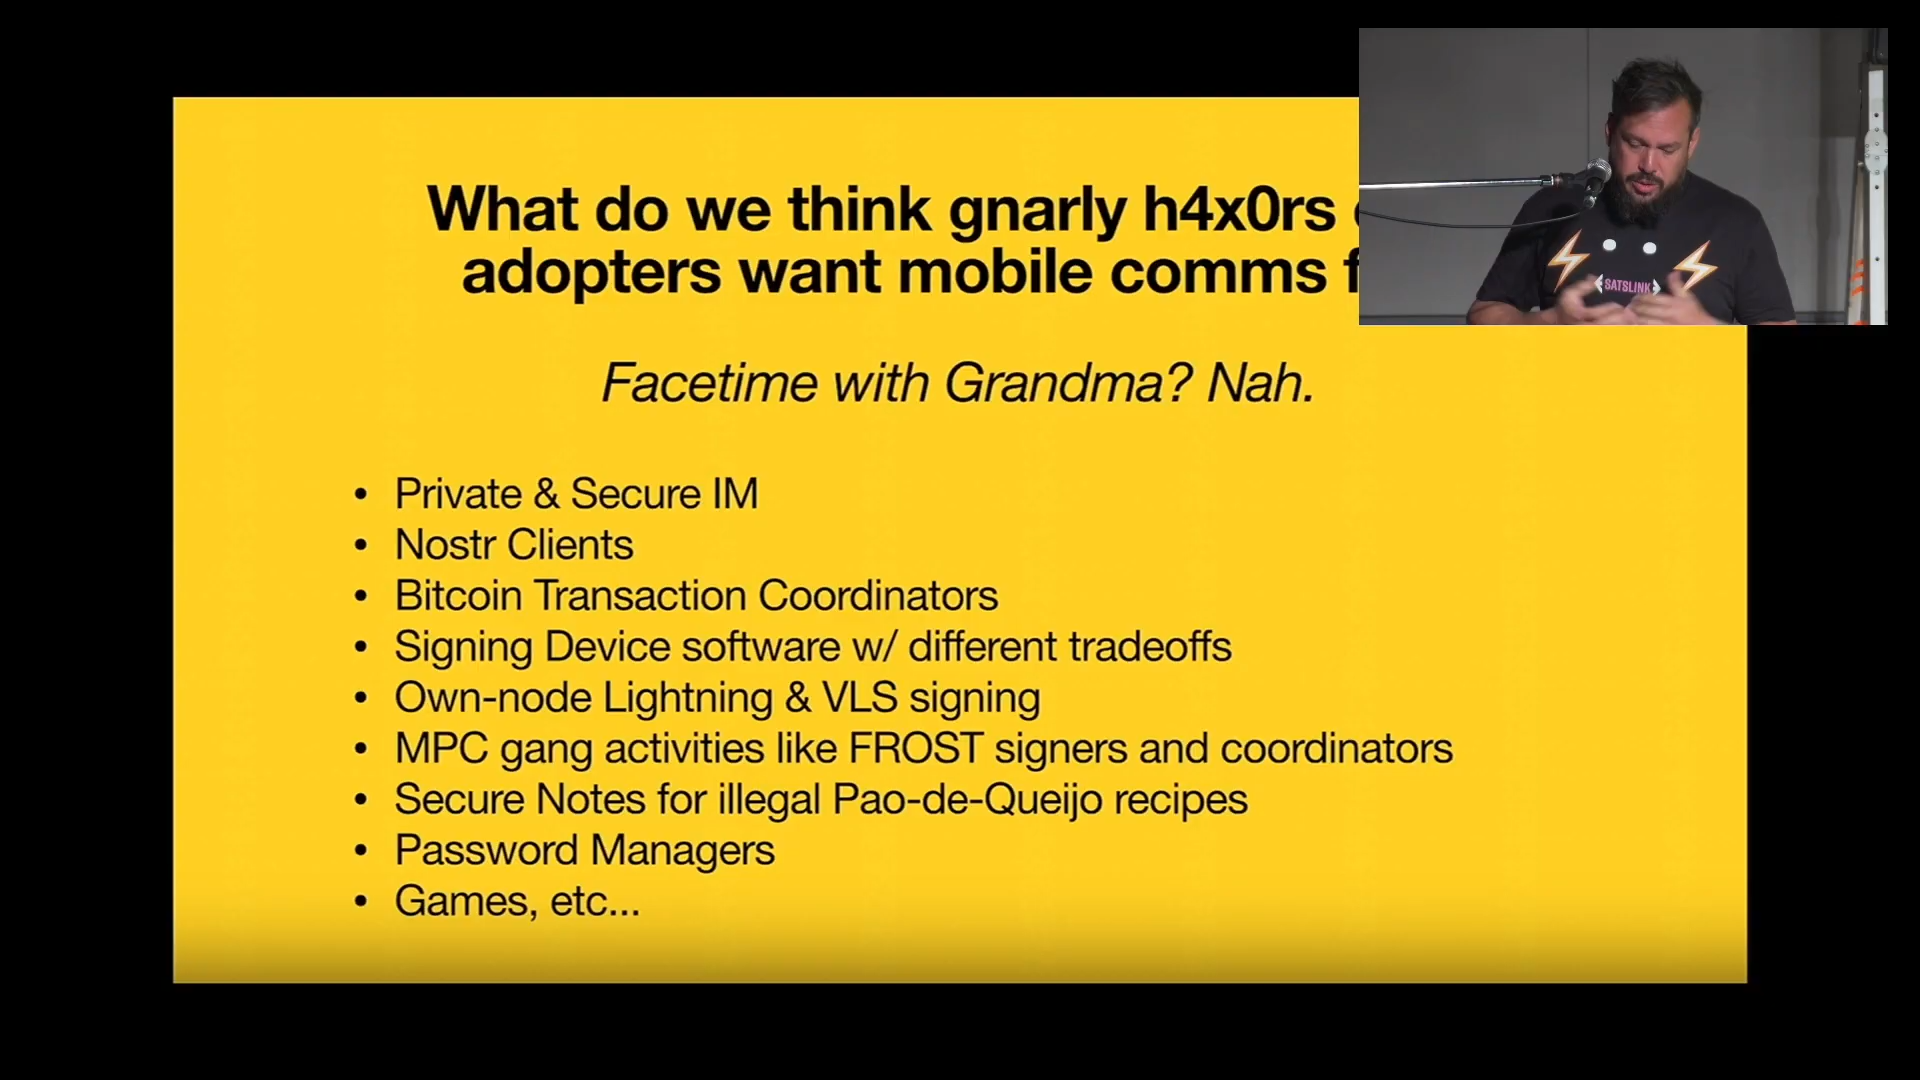 What do we think gnarly h4x0rs
adopters want mobile comms
Facetime with Grandma? Nah.
• Private & Secure IM
• Nostr Clients
• Bitcoin Transaction Coordinators
• Signing Device software w/ different tradeoffs
• Own-node Lightning & VLS signing
• MPC gang activities like FROST signers and coordinators
• Secure Notes for illegal Pao-de-Queijo recipes
• Password Managers
• Games, etc...
SATSLINK